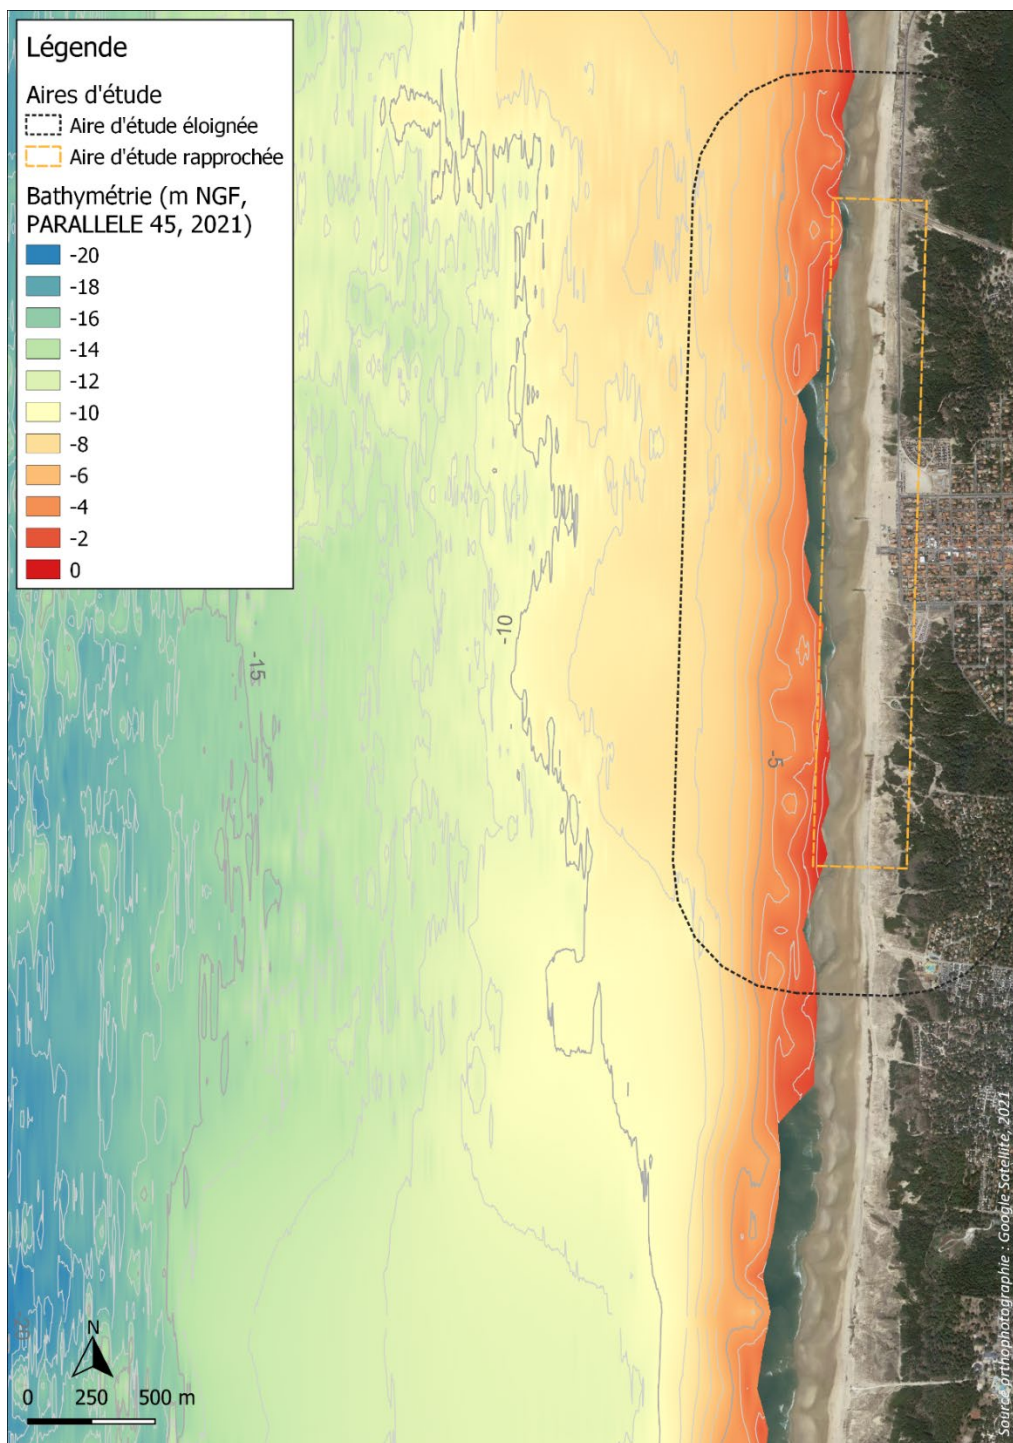 Légende
Aires d'étude
Aire d'étude éloignée
Aire d'étude rapprochée
Bathymétrie (m NGF,
PARALLELE 45, 2021)
-20
-18
-16
-14
-12
-10
-8
-6
-4
-2
0
-10
-15
-5
-20
N
0 250 500 m
Source orthophotographie : Google Satellite, 2021